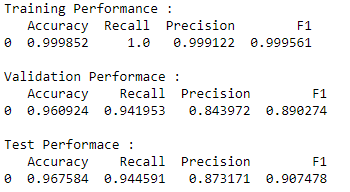 Training Performance :
Accuracy Recall Precision F1
0 0.999852 1.0 0.999122 0.999561
Validation Performace :
Accuracy Recall Precision F1
0 0.960924 0.941953 0.843972 0.890274
Test Performace :
Accuracy Recall Precision F1
0 0.967584 0.944591 0.873171 0.907478